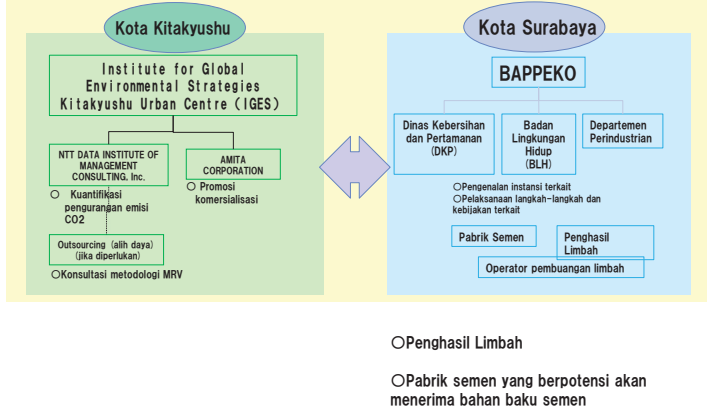 Kota Kitakyushu
Institute for Global
Environmental Strategies
Kitakyushu Urban Centre (IGES)
NTT DATA INSTITUTE OF
MANAGEMENT
CONSULTING, Inc.
○ Kuantifikasi
pengurangan emisi
CO2
AMITA
CORPORATION
○ Promosi
komersialisasi
Outsourcing (alih daya)
(jika diperlukan)
○Konsultasi metodologi MRV
Kota Surabaya
BAPPEKO
Dinas Kebersihan
dan Pertamanan
(DKP)
Badan
Lingkungan
Hidup
(BLH)
Departemen
Perindustrian
○Pengenalan instansi terkait
○Pelaksanaan langkah-langkah dan
kebijakan terkait
Pabrik Semen
Penghasil
Limbah
Operator pembuangan limbah
○Penghasil Limbah
○Pabrik semen yang berpotensi akan
menerima bahan baku semen